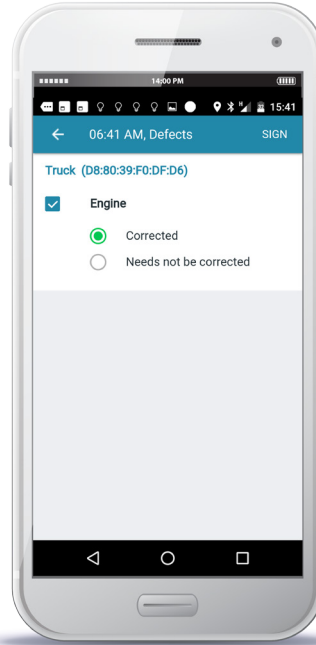 14:00 PM
H 15:41
06:41 AM, Defects SIGN
Truck (D8:80:39:F0:DF:D6)
Engine
Corrected
Needs not be corrected